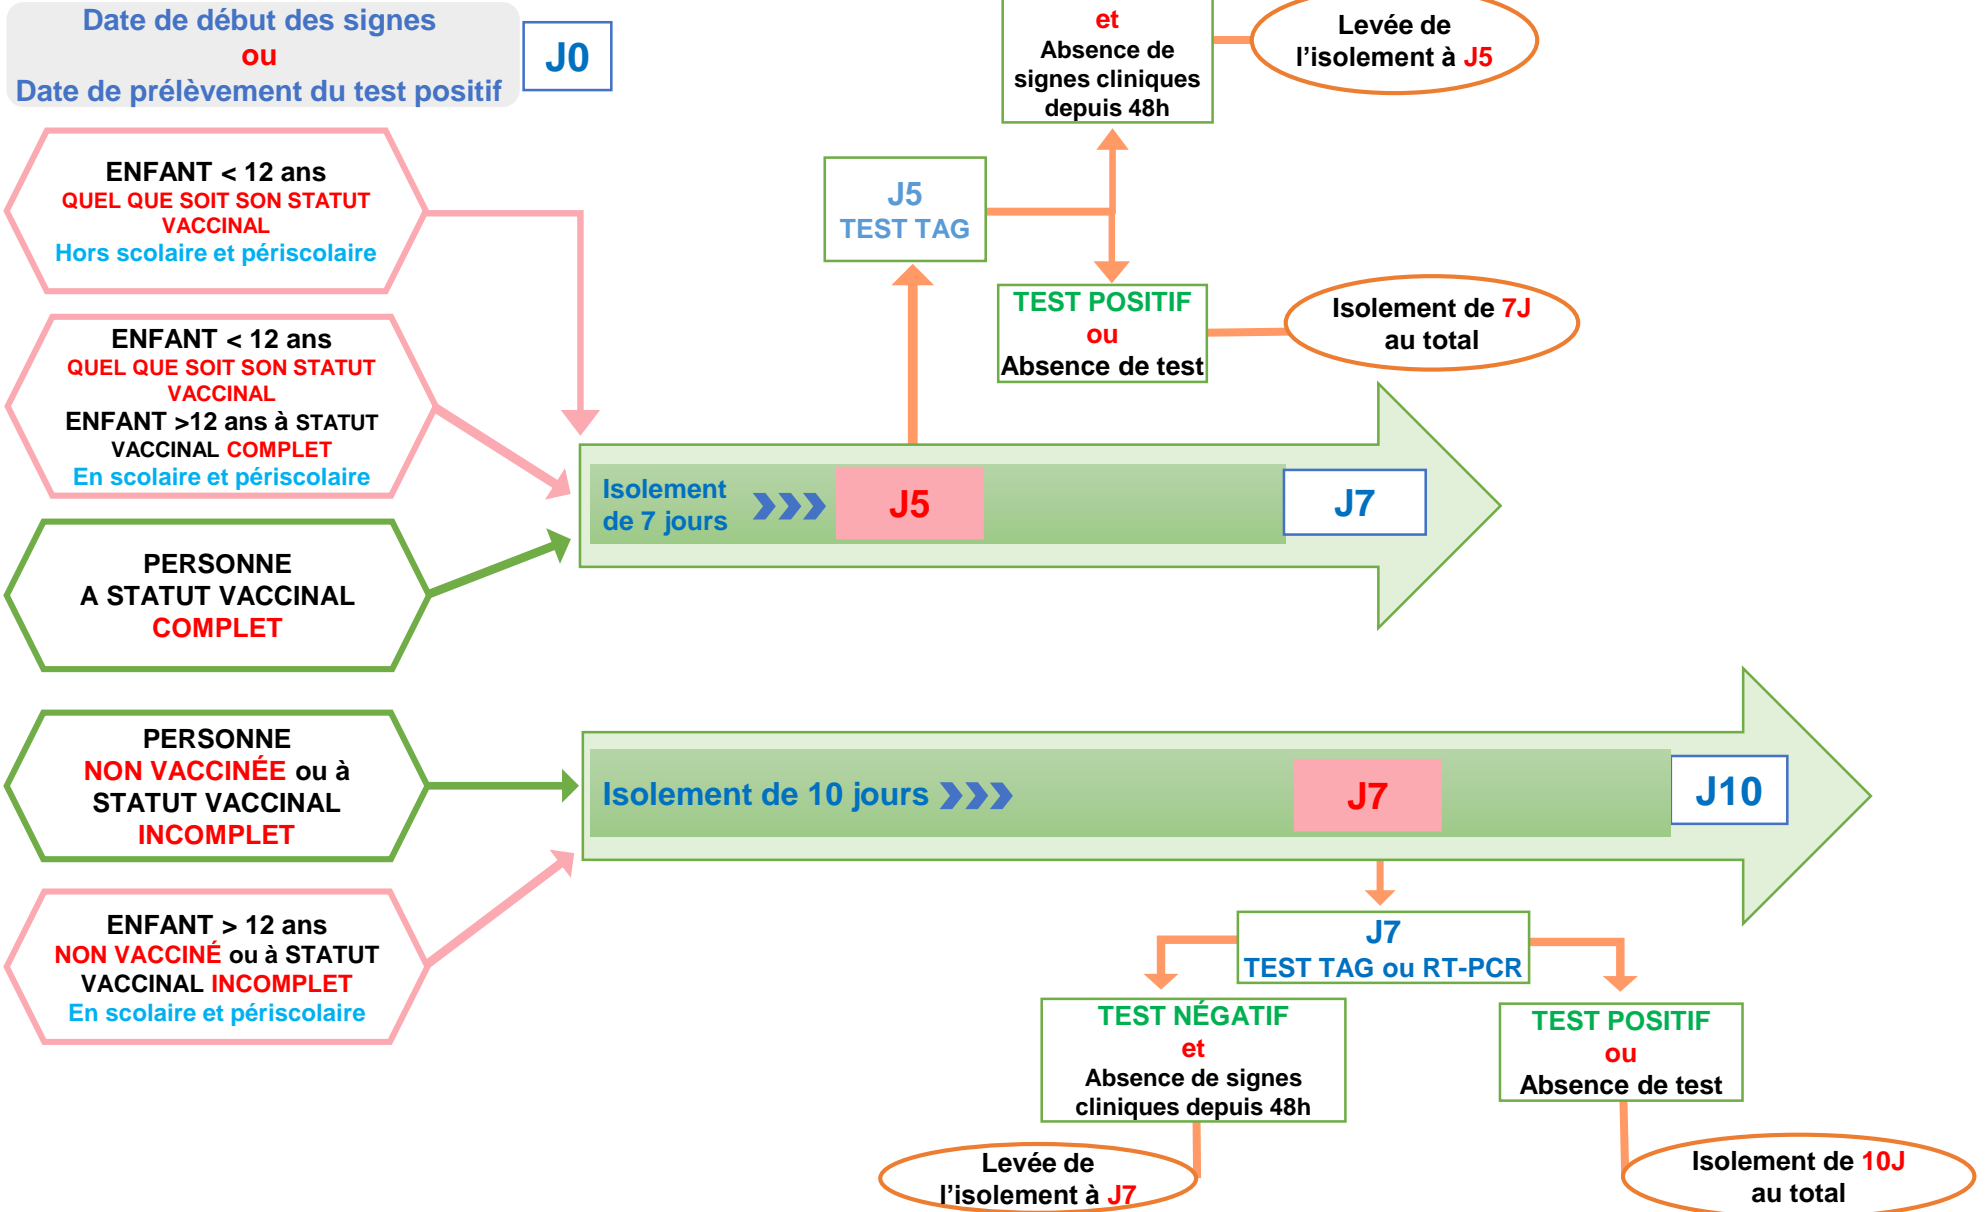 Date de début des signes
ou
Date de prélèvement du test positif
J0
et
Absence de
signes cliniques
depuis 48h
Levée de
l'isolement à J5
ENFANT < 12 ans
QUEL QUE SOIT SON STATUT
VACCINAL
Hors scolaire et périscolaire
J5
TEST TAG
TEST POSITIF
ou
Absence de test
Isolement de 7J
au total
ENFANT < 12 ans
QUEL QUE SOIT SON STATUT
VACCINAL
ENFANT >12 ans à STATUT
VACCINAL COMPLET
En scolaire et périscolaire
Isolement
de 7 jours
J5
J7
PERSONNE
A STATUT VACCINAL
COMPLET
PERSONNE
NON VACCINÉE ou à
STATUT VACCINAL
INCOMPLET
Isolement de 10 jours
J7
J10
ENFANT > 12 ans
NON VACCINÉ ou à STATUT
VACCINAL INCOMPLET
En scolaire et périscolaire
J7
TEST TAG ou RT-PCR
TEST NÉGATIF
et
Absence de signes
cliniques depuis 48h
TEST POSITIF
ou
Absence de test
Levée de
l'isolement à J7
Isolement de 10J
au total